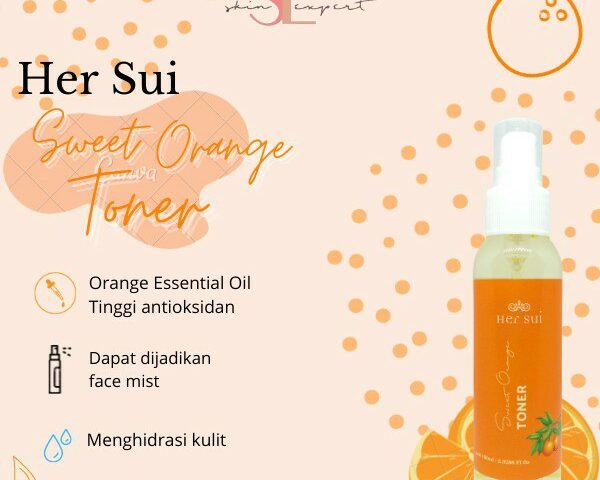 skin expert
Her Sui
Sweet Orange
Toner
Canva
Orange Essential Oil
Tinggi antioksidan
Dapat dijadikan
face mist
Menghidrasi kulit
Her Sui
Sweet Orange
TONER